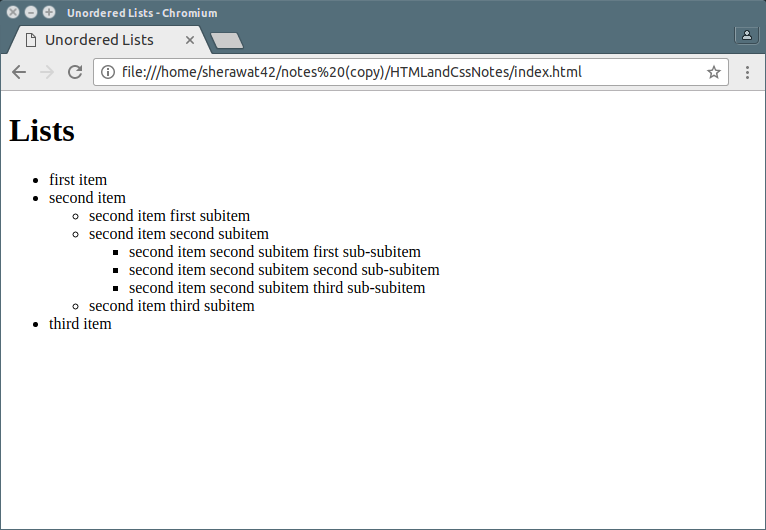 Unordered Lists - Chromium
Unordered Lists
file:///home/sherawat42/notes%20(copy)/HTMLandCssNotes/index.html
Lists
first item
second item
second item first subitem
second item second subitem
second item second subitem first sub-subitem
second item second subitem second sub-subitem
second item second subitem third sub-subitem
second item third subitem
third item